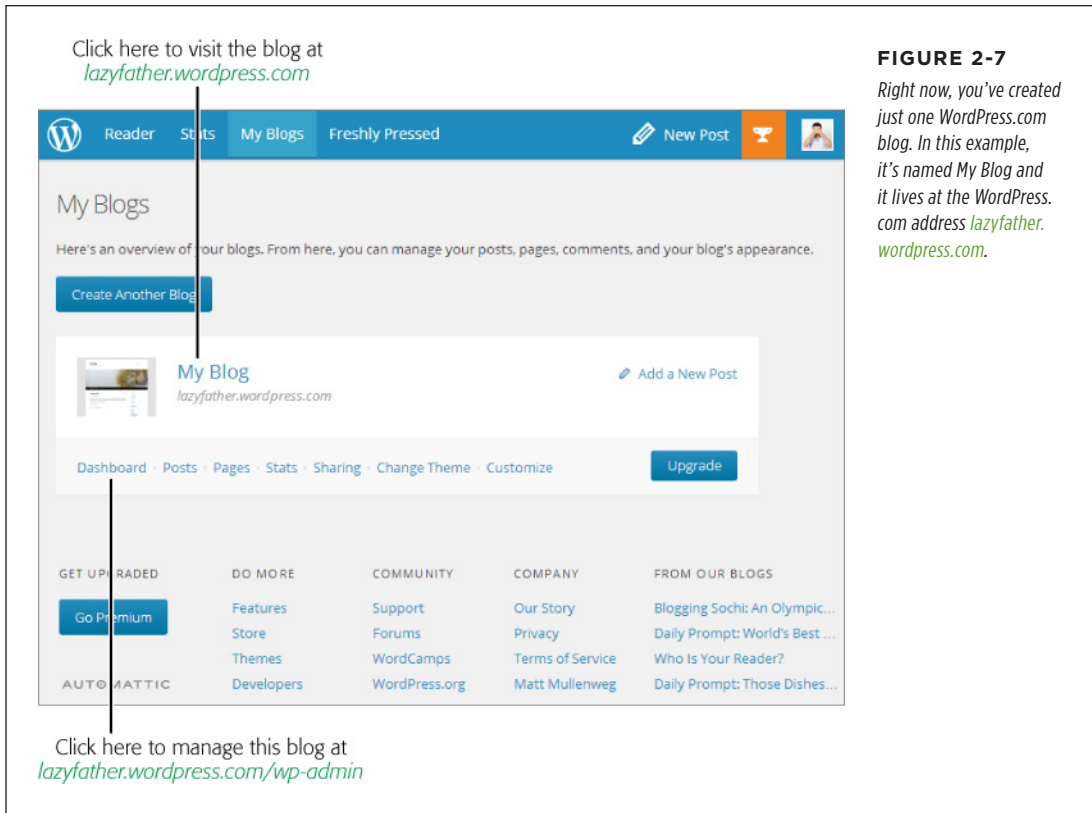 Click here to visit the blog at
lazyfather.wordpress.com
FIGURE 2-7
Right now, you've created
just one WordPress.com
blog. In this example,
it's named My Blog and
it lives at the WordPress.
com address lazyfather.
wordpress.com.
Reader Stats My Blogs Freshly Pressed New Post
My Blogs
Here's an overview of your blogs. From here, you can manage your posts, pages, comments, and your blog's appearance.
Create Another Blog
My Blog
lazyfather.wordpress.com
Add a New Post
Dashboard Posts Pages Stats Sharing Change Theme Customize
Upgrade
GET UPGRADED
Go Premium
AUTOMATTIC
DO MORE
Features
Store
Themes
Developers
COMMUNITY
Support
Forums
WordCamps
WordPress.org
COMPANY
Our Story
Privacy
Terms of Service
Matt Mullenweg
FROM OUR BLOGS
Blogging Sochi: An Olympic...
Daily Prompt: World's Best ...
Who Is Your Reader?
Daily Prompt: Those Dishes...
Click here to manage this blog at
lazyfather.wordpress.com/wp-admin